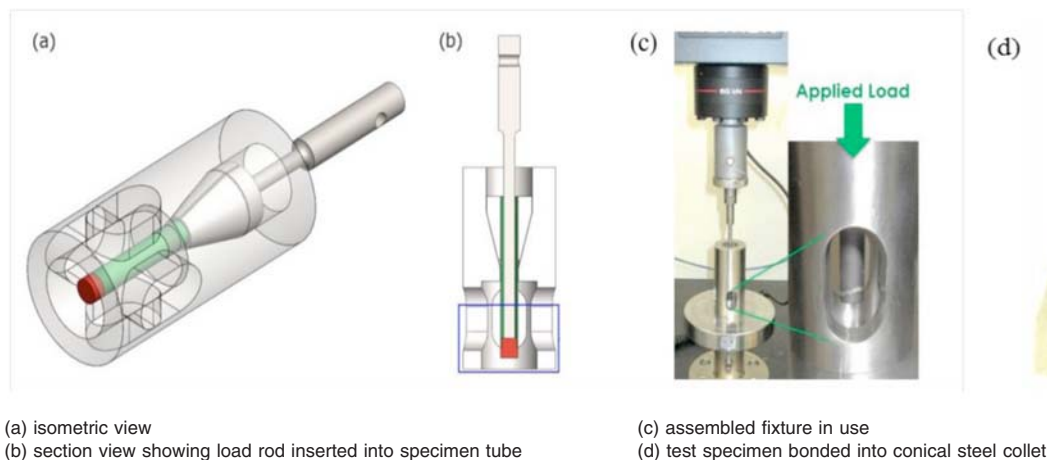 (a)
(b)
(c)
(d)
Applied Load
(a) isometric view
(b) section view showing load rod inserted into specimen tube
(c) assembled fixture in use
(d) test specimen bonded into conical steel collet